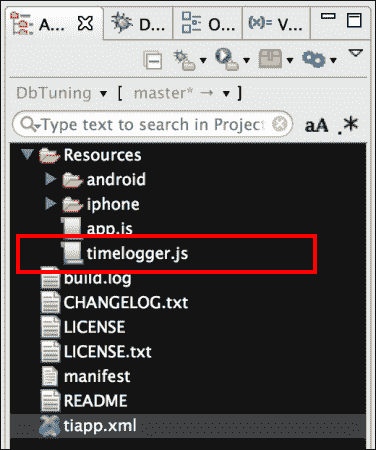 A... D... O... (x)= V...
DbTuning [ master* → ]
Type text to search in Project aA .*
Resources
android
iphone
app.js
timelogger.js
build.log
CHANGELOG.txt
LICENSE
LICENSE.txt
manifest
README
tiapp.xml